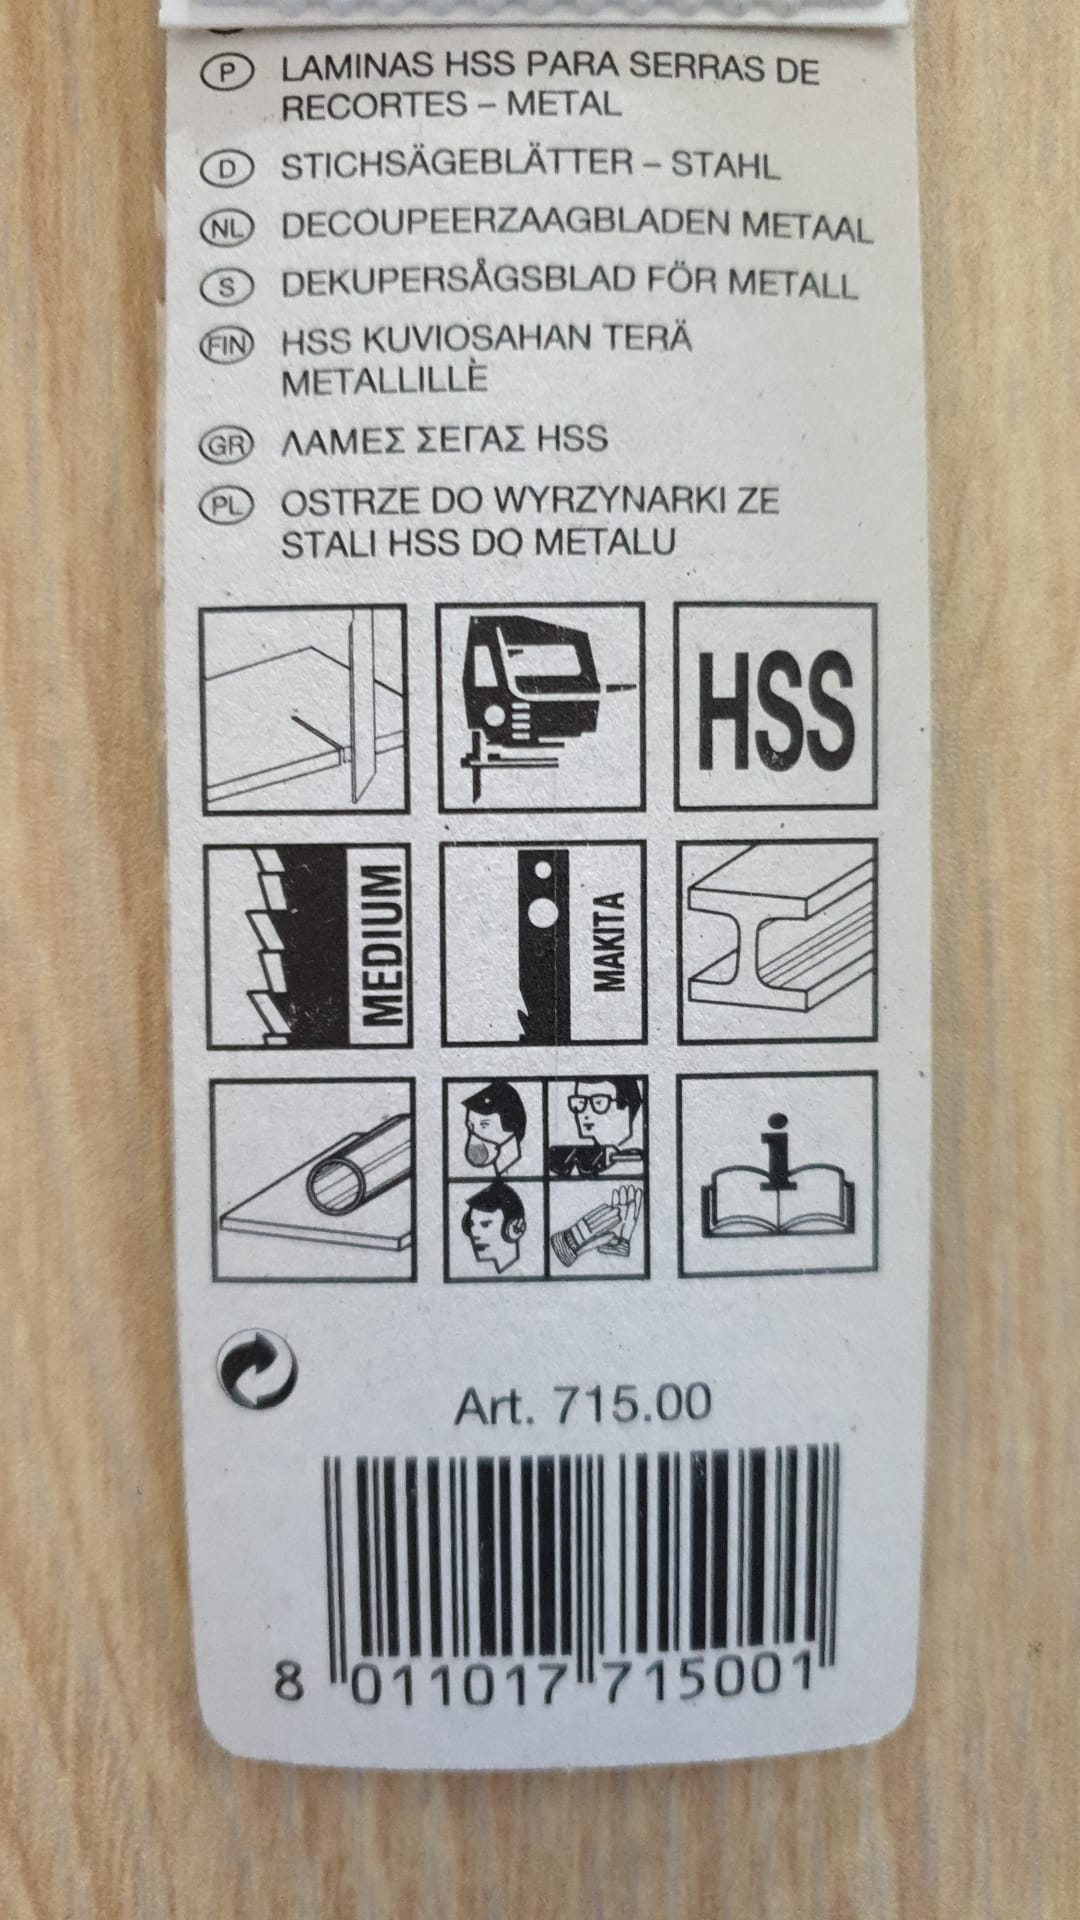 P LAMINAS HSS PARA SERRAS DE
RECORTES – METAL
D STICHSÄGEBLÄTTER – STAHL
NL DECOUPEERZAAGBLADEN METAAL
S DEKUPERSÅGSBLAD FÖR METALL
FIN HSS KUVIOSAHAN TERÄ
METALLILLÈ
GR ΛΑΜΕΣ ΣΕΓΑΣ HSS
PL OSTRZE DO WYRZYNARKI ZE
STALI HSS DO METALU
HSS
MEDIUM
MAKITA
i
Art. 715.00
8 011017 715001